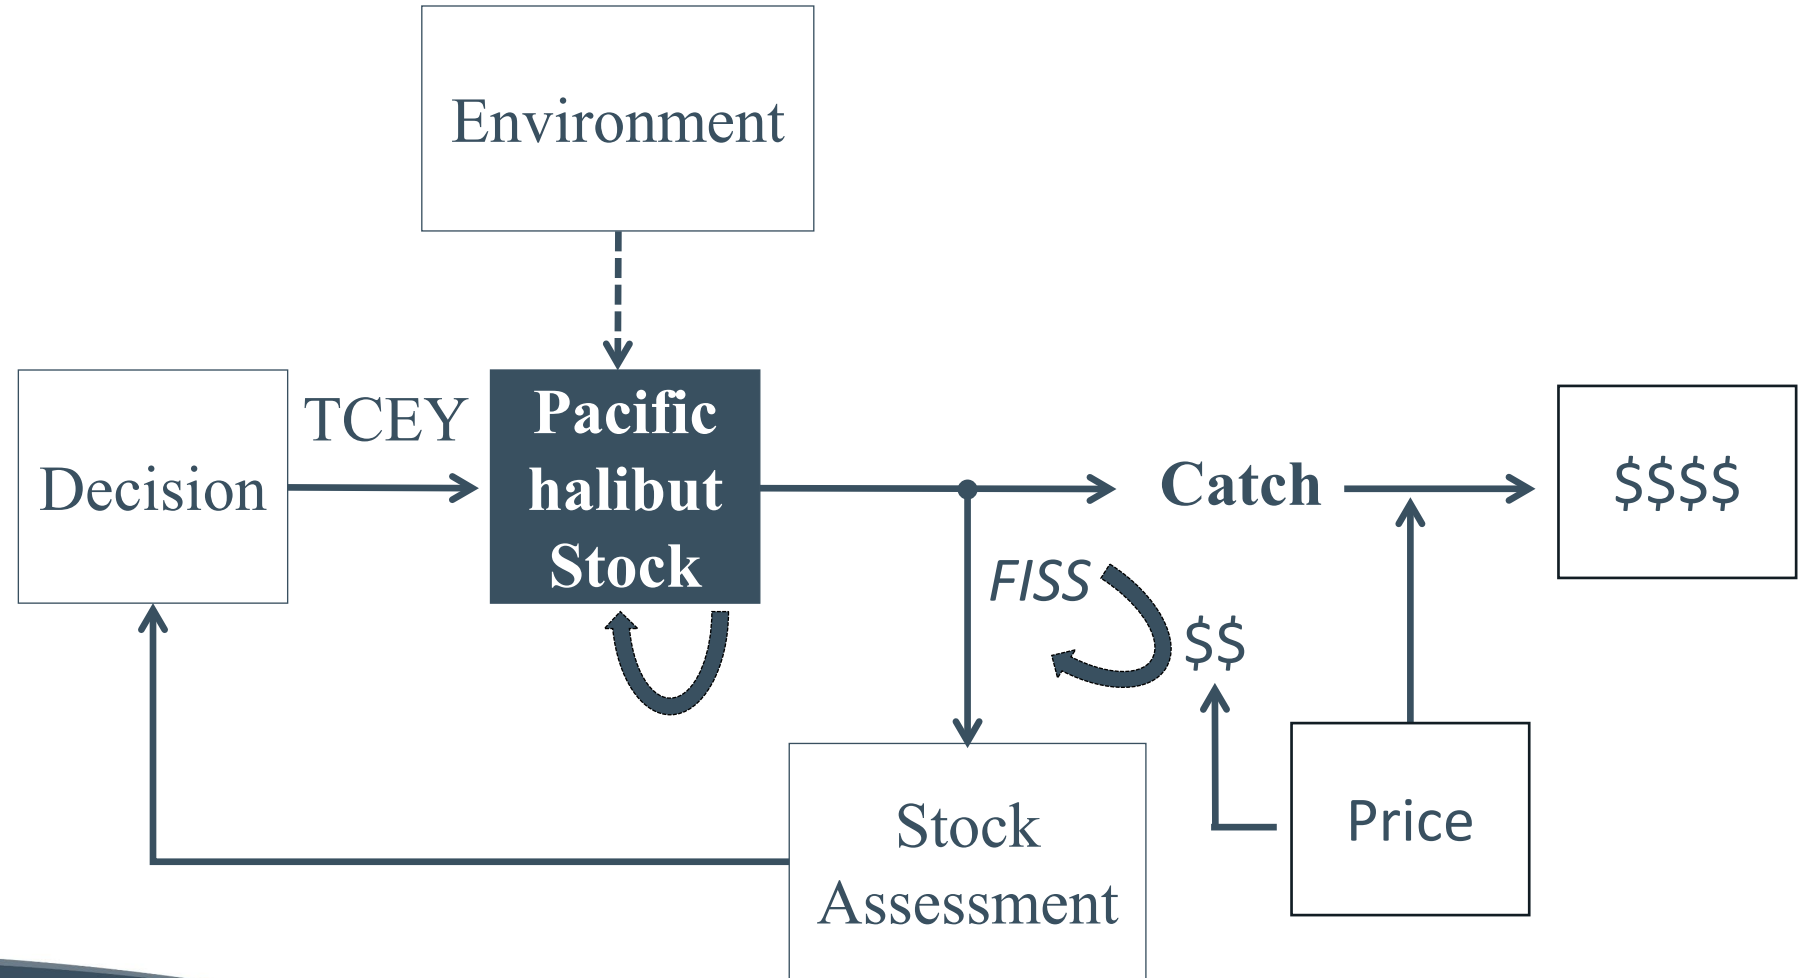 Environment
Decision
TCEY
Pacific
halibut
Stock
Catch
$$$$
FISS
$$
Price
Stock
Assessment